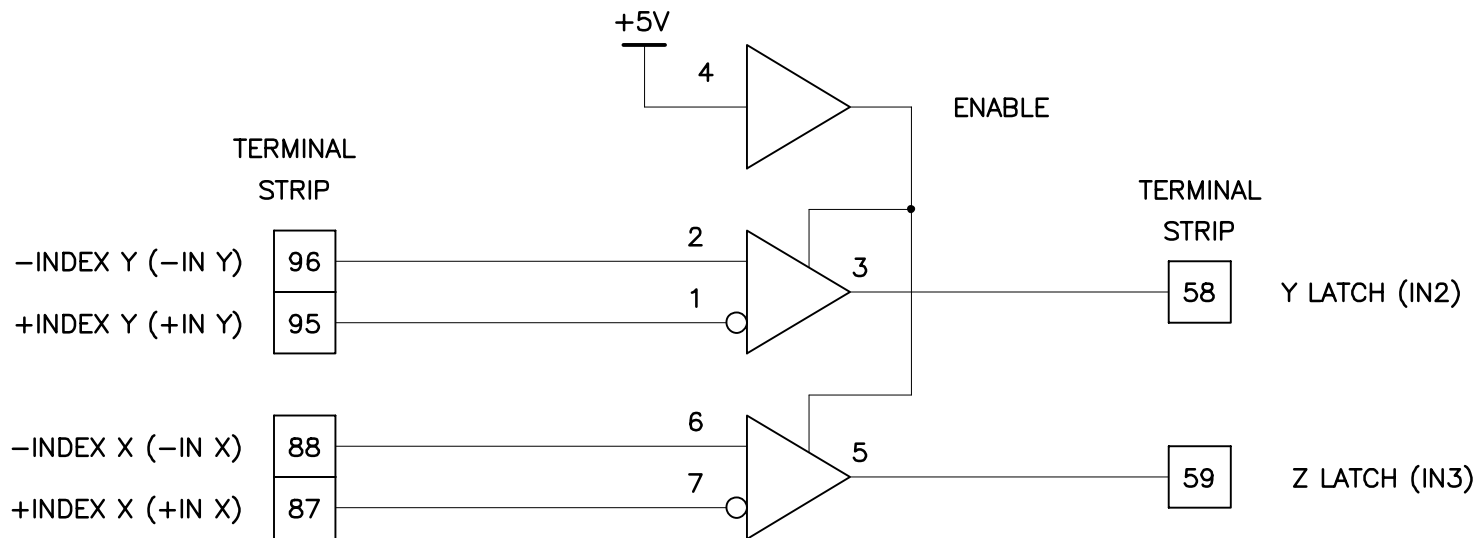 +5V
4
ENABLE
TERMINAL
STRIP
TERMINAL
STRIP
−INDEX Y (−IN Y) 96 2
3
58 Y LATCH (IN2)
+INDEX Y (+IN Y) 95 1
−INDEX X (−IN X) 88 6
5
59 Z LATCH (IN3)
+INDEX X (+IN X) 87 7